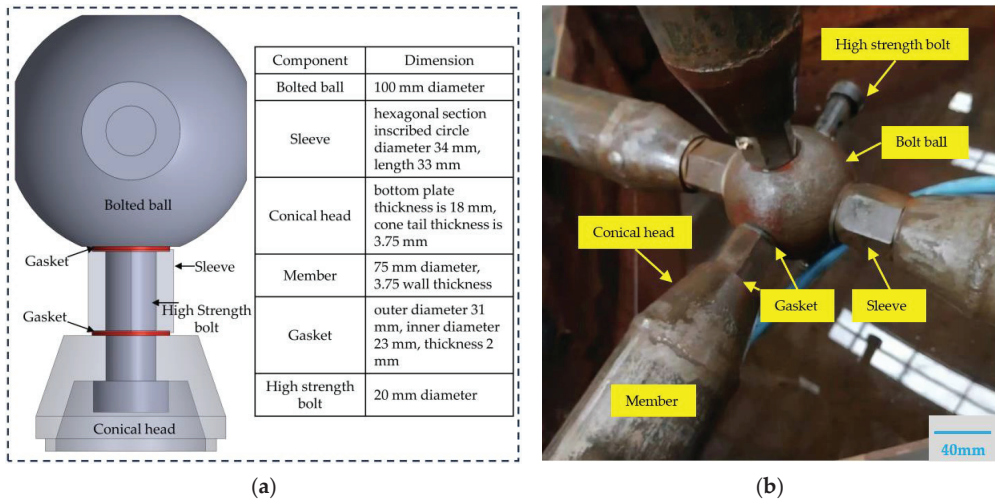 Bolted ball
Gasket
Sleeve
High Strength
bolt
Gasket
Conical head
Component
Dimension
Bolted ball
100 mm diameter
Sleeve
hexagonal section
inscribed circle
diameter 34 mm,
length 33 mm
Conical head
bottom plate
thickness is 18 mm,
cone tail thickness is
3.75 mm
Member
75 mm diameter,
3.75 wall thickness
Gasket
outer diameter 31
mm, inner diameter
23 mm, thickness 2
mm
High strength
bolt
20 mm diameter
(a)
High strength bolt
Bolt ball
Conical head
Gasket
Sleeve
Member
40mm
(b)